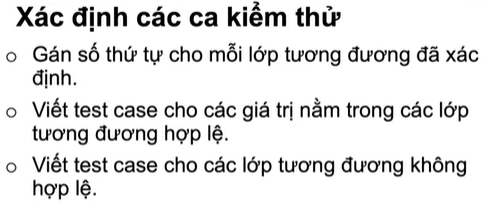 Xác định các ca kiểm thử
o Gán số thứ tự cho mỗi lớp tương đương đã xác
định.
o Viết test case cho các giá trị nằm trong các lớp
tương đương hợp lệ.
o Viết test case cho các lớp tương đương không
hợp lệ.